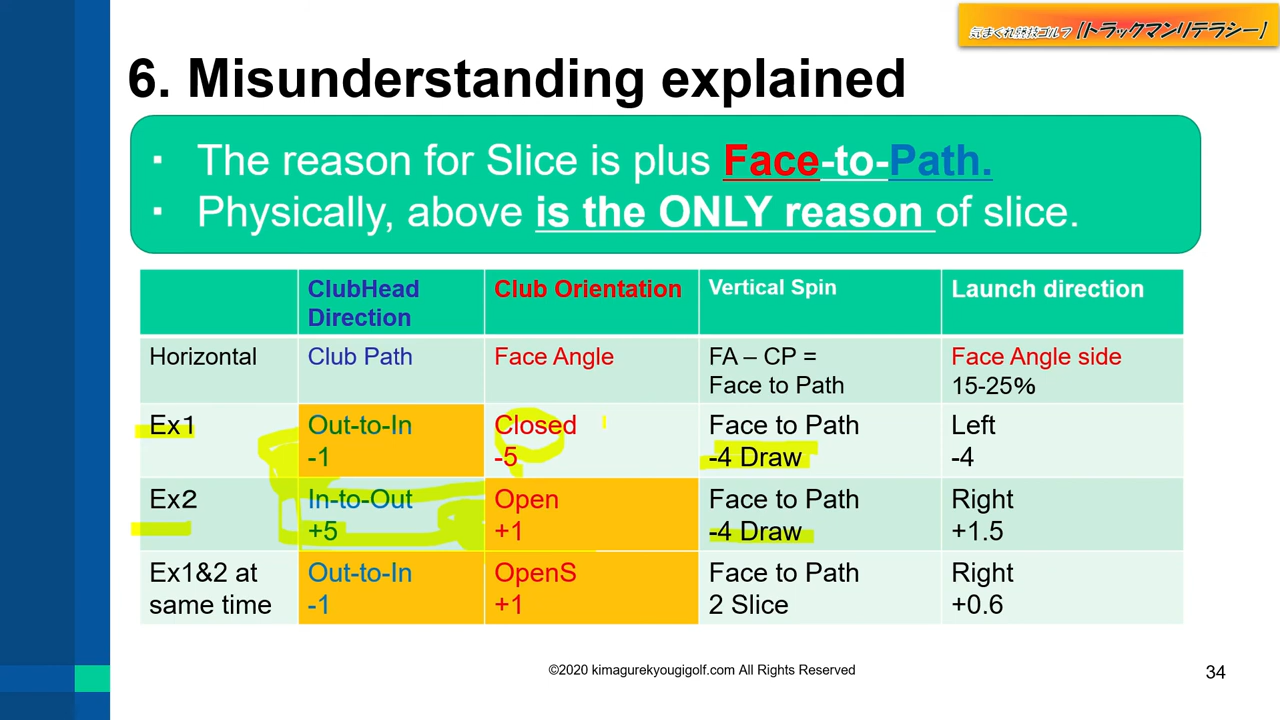 気まぐれ競技ゴルフ【トラックマンリテラシー】
6. Misunderstanding explained
▪ The reason for Slice is plus Face-to-Path.
▪ Physically, above is the ONLY reason of slice.
ClubHead Direction
Club Orientation
Vertical Spin
Launch direction
Horizontal
Club Path
Face Angle
FA – CP =
Face to Path
Face Angle side
15-25%
Ex1
Out-to-In
-1
Closed
-5
Face to Path
-4 Draw
Left
-4
Ex2
In-to-Out
+5
Open
+1
Face to Path
-4 Draw
Right
+1.5
Ex1&2 at
same time
Out-to-In
-1
OpenS
+1
Face to Path
2 Slice
Right
+0.6
©2020 kimagurekyougigolf.com All Rights Reserved
34